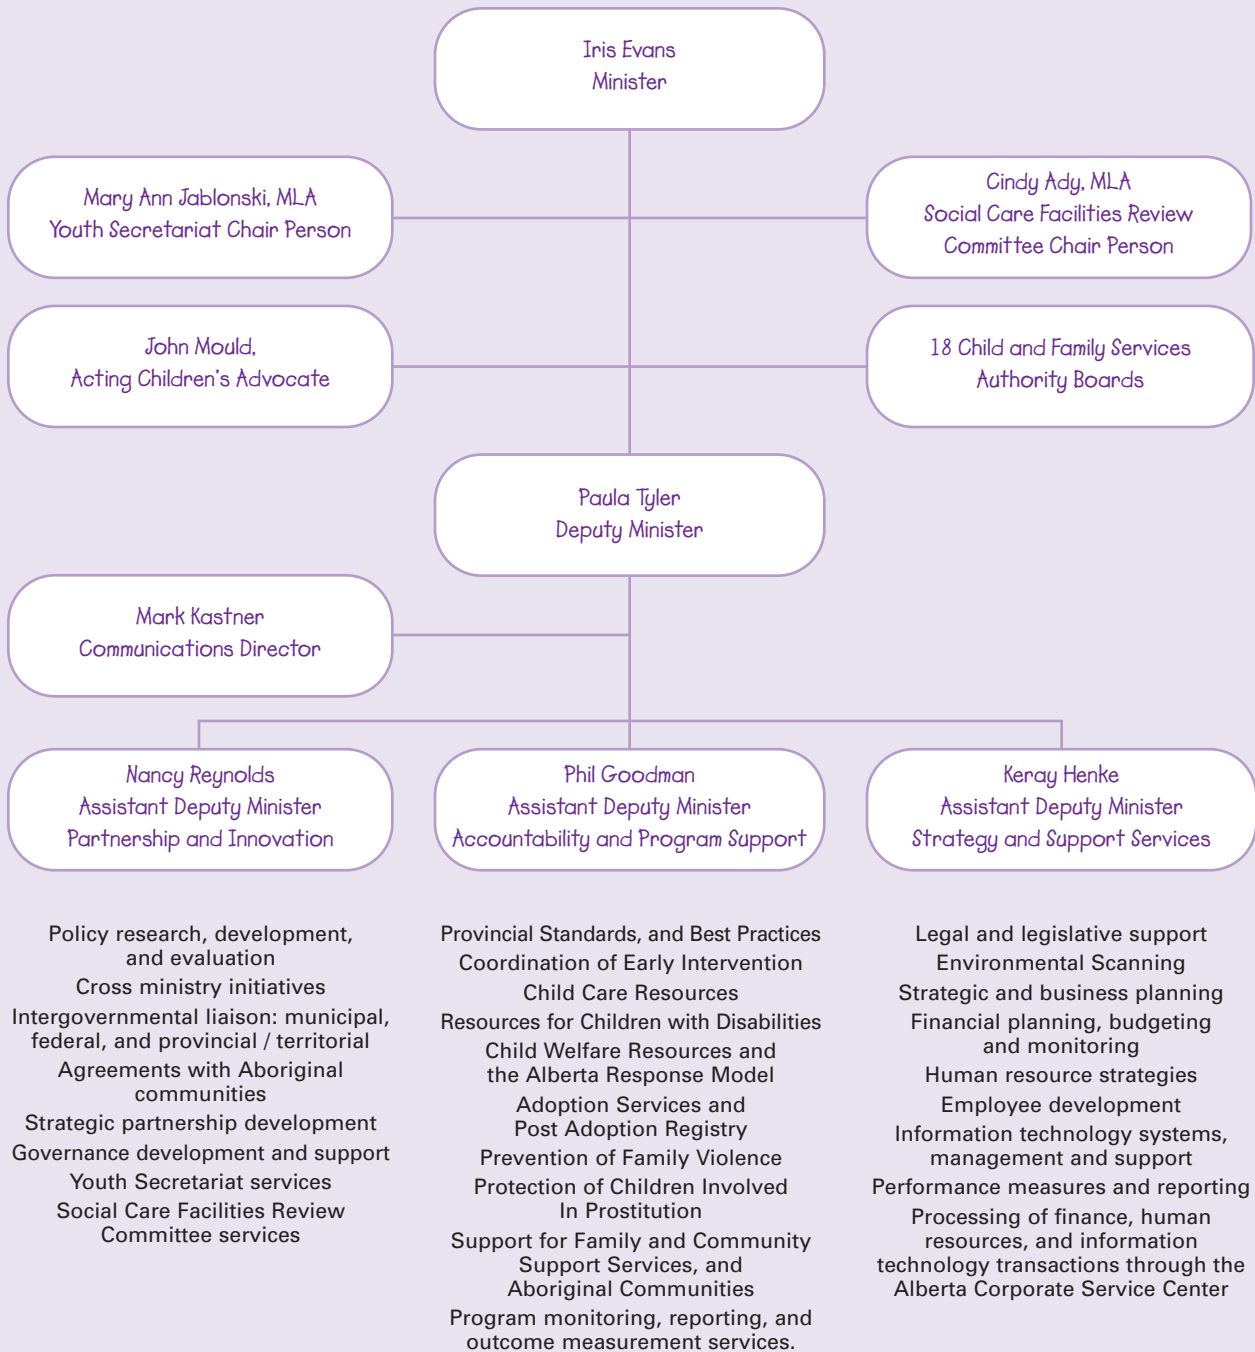 Iris Evans
Minister
Mary Ann Jablonski, MLA
Youth Secretariat Chair Person
Cindy Ady, MLA
Social Care Facilities Review
Committee Chair Person
John Mould,
Acting Children's Advocate
18 Child and Family Services
Authority Boards
Paula Tyler
Deputy Minister
Mark Kastner
Communications Director
Nancy Reynolds
Assistant Deputy Minister
Partnership and Innovation
Phil Goodman
Assistant Deputy Minister
Accountability and Program Support
Keray Henke
Assistant Deputy Minister
Strategy and Support Services
Policy research, development,
and evaluation
Cross ministry initiatives
Intergovernmental liaison: municipal,
federal, and provincial / territorial
Agreements with Aboriginal
communities
Strategic partnership development
Governance development and support
Youth Secretariat services
Social Care Facilities Review
Committee services
Provincial Standards, and Best Practices
Coordination of Early Intervention
Child Care Resources
Resources for Children with Disabilities
Child Welfare Resources and
the Alberta Response Model
Adoption Services and
Post Adoption Registry
Prevention of Family Violence
Protection of Children Involved
In Prostitution
Support for Family and Community
Support Services, and
Aboriginal Communities
Program monitoring, reporting, and
outcome measurement services.
Legal and legislative support
Environmental Scanning
Strategic and business planning
Financial planning, budgeting
and monitoring
Human resource strategies
Employee development
Information technology systems,
management and support
Performance measures and reporting
Processing of finance, human
resources, and information
technology transactions through the
Alberta Corporate Service Center